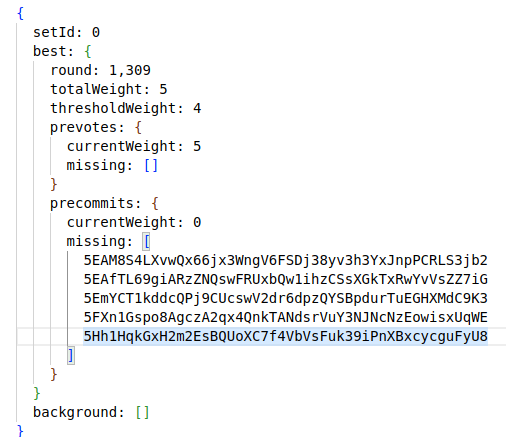 {
setId: 0
best: {
round: 1,309
totalWeight: 5
thresholdWeight: 4
prevotes: {
currentWeight: 5
missing: []
}
precommits: {
currentWeight: 0
missing: [
5EAM8S4LXvwQx66jx3WngV6FSDj38yv3h3YxJnpPCRLS3jb2
5EAfTL69giARzZNQswFRUxbQw1ihzCSsXGkTxRwYvVsZZ7iG
5EmYCT1kddcQPj9CUcswV2dr6dpzQYSBpdurTuEGHXMdC9K3
5FXn1Gspo8AgczA2qx4QnkTANdsrVuY3NJNcNzEowisxUqWE
5Hh1HqkGxH2m2EsBQUoXC7f4VbVsFuk39iPnXBxcycguFyU8
]
}
}
background: []
}